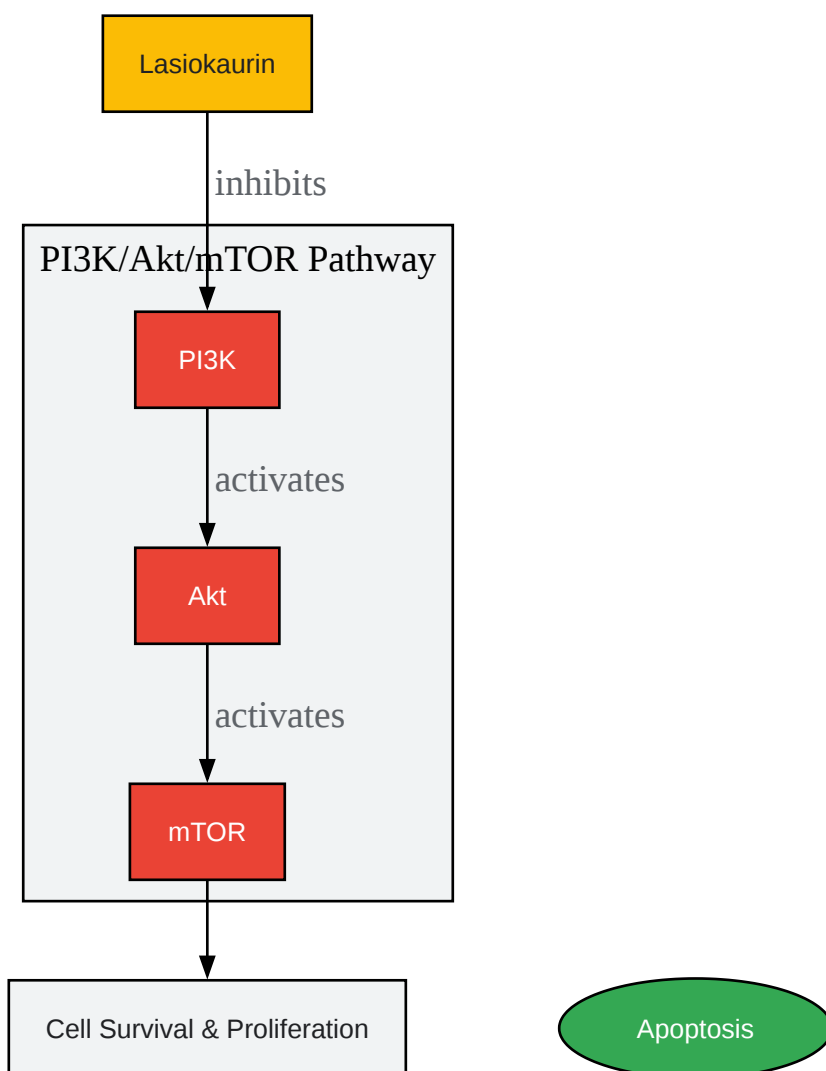 Lasiokaurin
inhibits
PI3K/Akt/mTOR Pathway
PI3K
activates
Akt
activates
mTOR
Cell Survival & Proliferation
Apoptosis